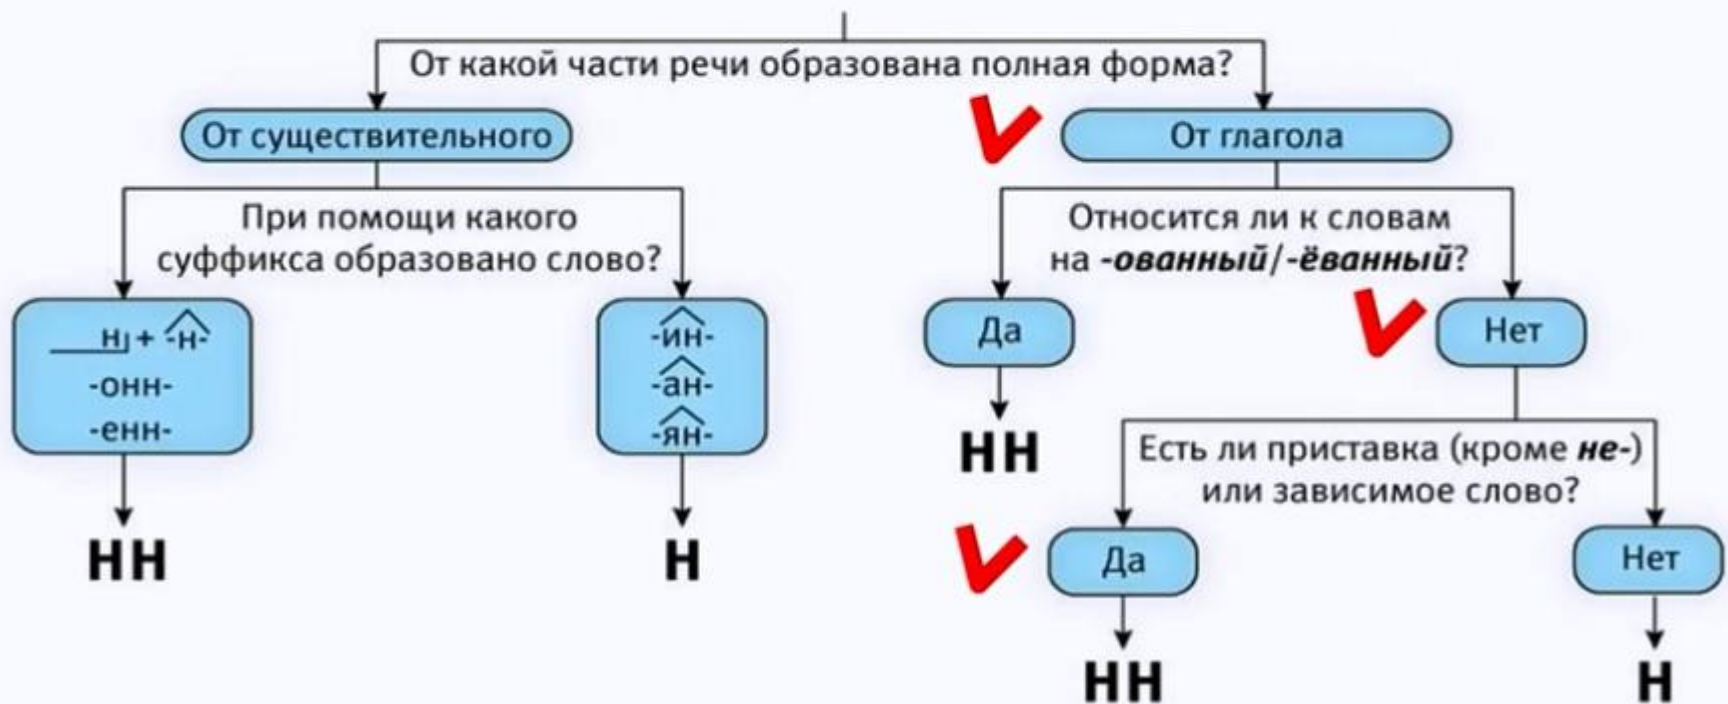 От какой части речи образована полная форма?
От существительного
От глагола
При помощи какого
суффикса образовано слово?
Относится ли к словам
на -ованный/-ёванный?
н + -н-
-онн-
-енн-
-ин-
-ан-
-ян-
Да
Нет
НН
Н
НН
Есть ли приставка (кроме не-)
или зависимое слово?
Да
Нет
НН
Н